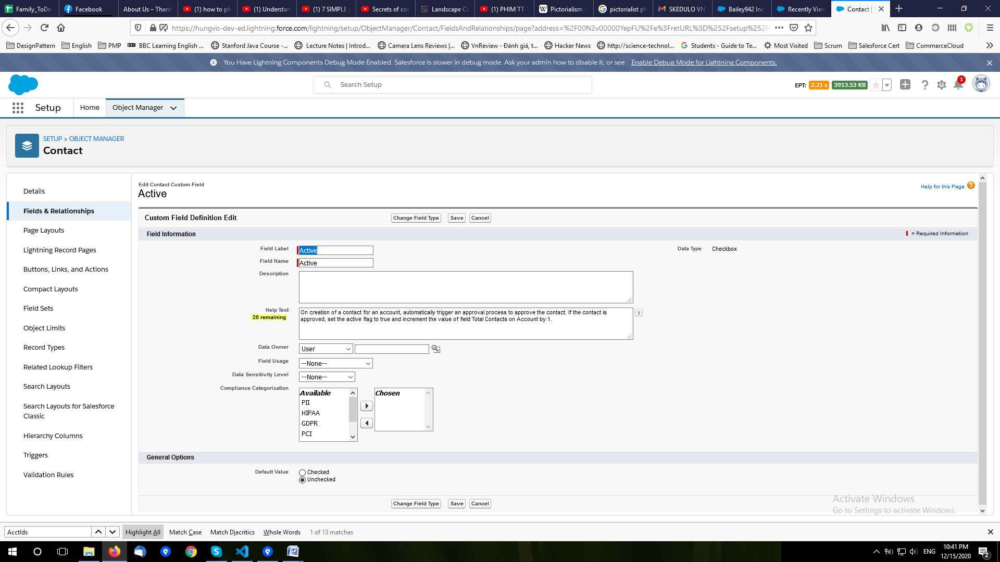 Family_ToDo
Facebook
About Us – Thanh
(1) how to ph
(1) Understan
(1) 7 SIMPLE
Secrets of col
Landscape Co
(1) PHIM TT
Pictorialism -
pictorialist ph
SKEDULO VN
Bailey942 Inc
Recently View
Contact |
https://hungvo-dev-ed.lightning.force.com/lightning/setup/ObjectManager/Contact/FieldsAndRelationships/page?address=%2F00N2v00000YepFU%2Fe%3FretURL%3D%252Fsetup%252F
DesignPattern
English
PMP
BBC Learning English ...
Stanford Java Course -...
Lecture Notes | Introd...
Camera Lens Reviews |...
VnReview - Đánh giá, t...
Hacker News
http://science-technol...
Students - Guide to Te...
Most Visited
Scrum
Salesforce Cert
CommerceCloud
You Have Lightning Components Debug Mode Enabled. Salesforce is slower in debug mode. Ask your admin how to disable it, or see Enable Debug Mode for Lightning Components.
Search Setup
EPT: 2.21 s 3913.53 KB
1
Setup
Home
Object Manager
SETUP > OBJECT MANAGER
Contact
Details
Fields & Relationships
Page Layouts
Lightning Record Pages
Buttons, Links, and Actions
Compact Layouts
Field Sets
Object Limits
Record Types
Related Lookup Filters
Search Layouts
Search Layouts for Salesforce
Classic
Hierarchy Columns
Triggers
Validation Rules
Edit Contact Custom Field
Active
Help for this Page
Custom Field Definition Edit
Change Field Type
Save
Cancel
Field Information
= Required Information
Field Label
Active
Data Type
Checkbox
Field Name
Active
Description
Help Text
28 remaining
On creation of a contact for an account, automatically trigger an approval process to approve the contact. If the contact is
approved, set the active flag to true and increment the value of field Total Contacts on Account by 1.
Data Owner
User
Field Usage
--None--
Data Sensitivity Level
--None--
Compliance Categorization
Available
PII
HIPAA
GDPR
PCI
Chosen
General Options
Default Value
Checked
Unchecked
Change Field Type
Save
Cancel
Activate Windows
Go to Settings to activate Windows.
AcctIds
Highlight All
Match Case
Match Diacritics
Whole Words
1 of 13 matches
ENG
10:41 PM
12/15/2020
2